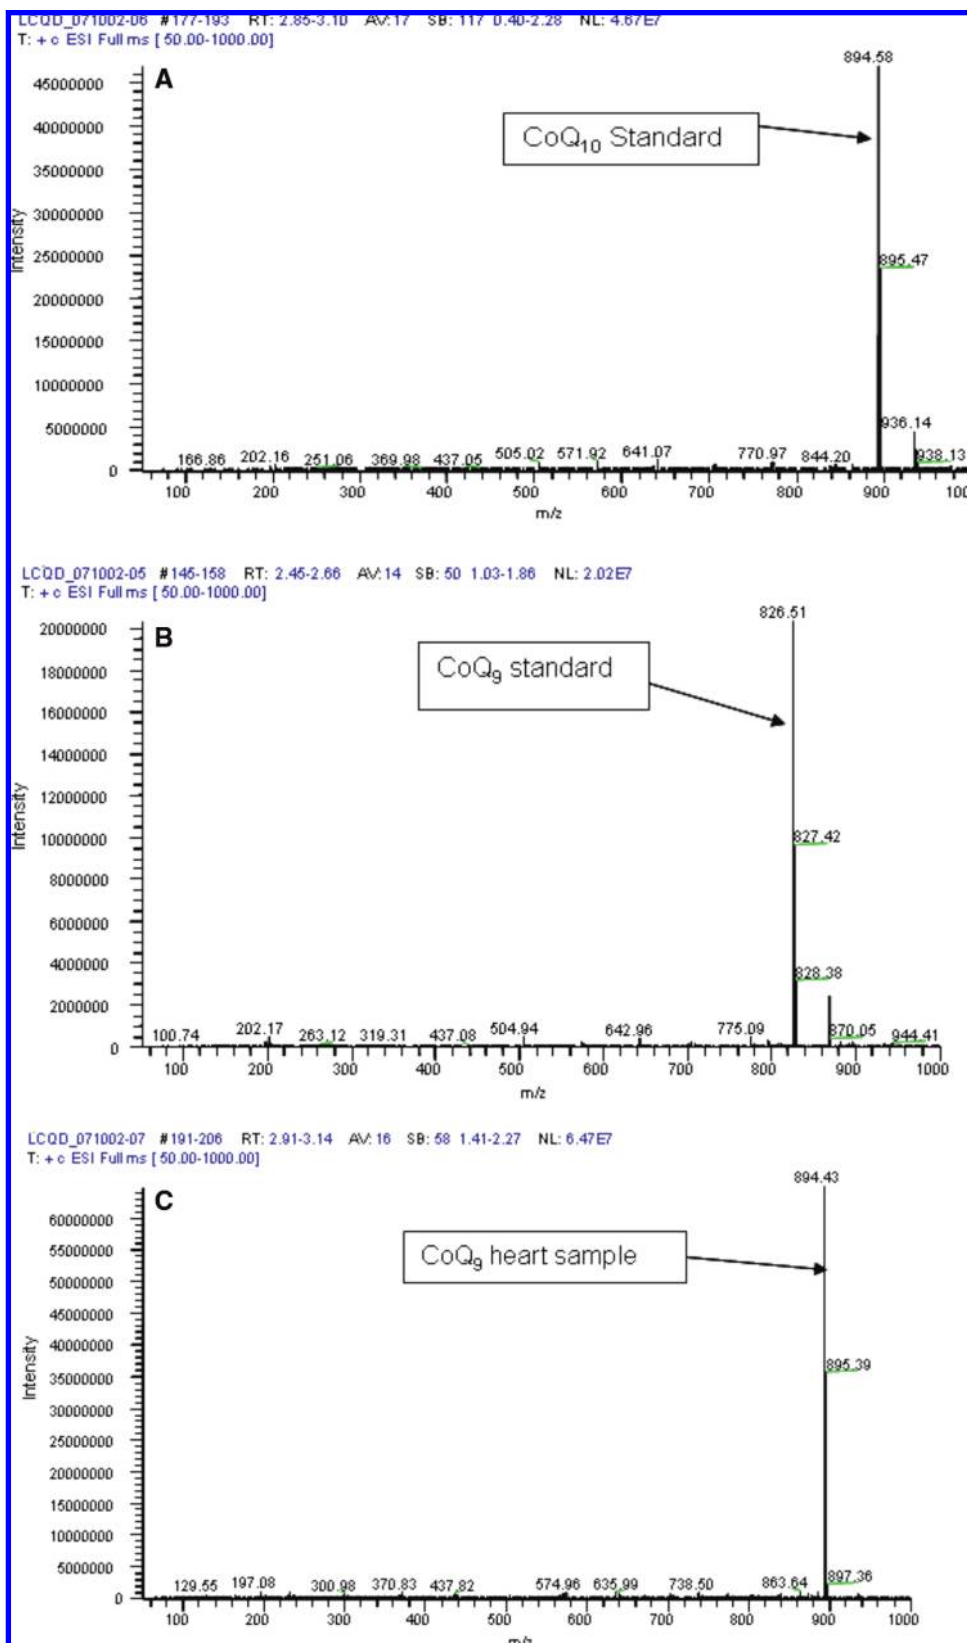 LCQD_071002-06 #177-193 RT: 2.85-3.10 AV: 17 SB: 117 0.40-2.28 NL: 4.67E7
T: + c ESI Full ms [ 50.00-1000.00]
A
894.58
45000000
CoQ10 Standard
40000000
35000000
30000000
Intensity
25000000
895.47
20000000
15000000
10000000
5000000
936.14
166.86 202.16 251.06 369.98 437.05 505.02 571.92 641.07 770.97 844.20 938.13
0
100 200 300 400 500 600 700 800 900 100
m/z
LCQD_071002-05 #145-158 RT: 2.45-2.66 AV: 14 SB: 50 1.03-1.86 NL: 2.02E7
T: + c ESI Full ms [ 50.00-1000.00]
826.51
20000000
B
CoQ9 standard
18000000
16000000
14000000
12000000
Intensity
10000000
827.42
8000000
6000000
4000000
828.38
2000000
100.74 202.17 263.12 319.31 437.08 504.94 642.96 775.09 870.05 944.41
0
100 200 300 400 500 600 700 800 900 1000
m/z
LCQD_071002-07 #191-206 RT: 2.91-3.14 AV: 16 SB: 58 1.41-2.27 NL: 6.47E7
T: + c ESI Full ms [ 50.00-1000.00]
894.43
C
60000000
55000000
CoQ9 heart sample
50000000
45000000
40000000
Intensity
895.39
35000000
30000000
25000000
20000000
15000000
10000000
5000000
129.55 197.08 300.98 370.83 437.82 574.96 635.99 738.50 863.64 897.36
0
100 200 300 400 500 600 700 800 900 1000
m/z